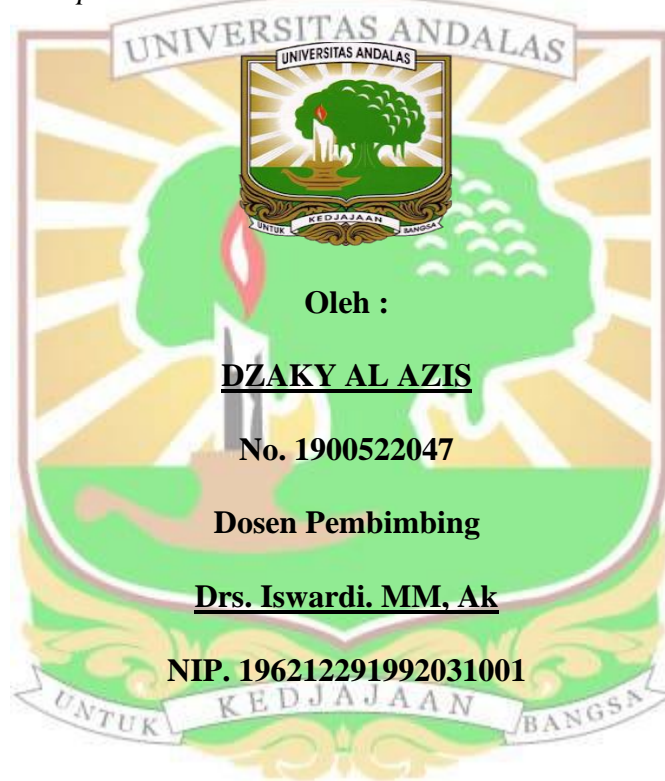 UNIVERSITAS ANDALAS
UNIVERSITAS ANDALAS
UNTUK KEDJAJAAN BANGSA
Oleh :
DZAKY AL AZIS
No. 1900522047
Dosen Pembimbing
Drs. Iswardi. MM, Ak
NIP. 196212291992031001
UNTUK KEDJAJAAN BANGSA